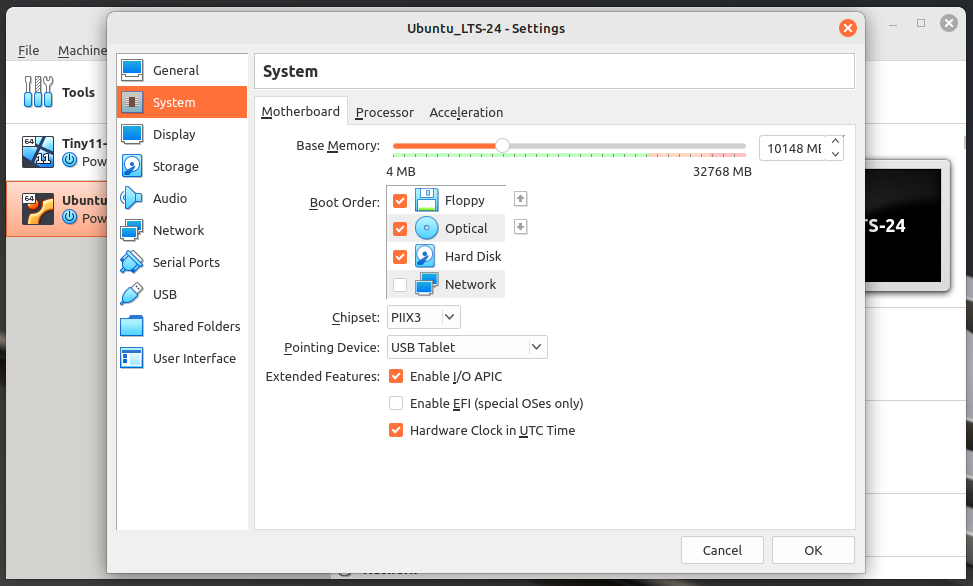 Ubuntu_LTS-24 - Settings
File Machine
Tools
64 11 Tiny11-
Pow
64 Ubuntu
Pow
General
System
Display
Storage
Audio
Network
Serial Ports
USB
Shared Folders
User Interface
System
Motherboard Processor Acceleration
Base Memory: 10148 MB
4 MB 32768 MB
Boot Order: Floppy
Optical
Hard Disk
Network
Chipset: PIIX3
Pointing Device: USB Tablet
Extended Features: Enable I/O APIC
Enable EFI (special OSes only)
Hardware Clock in UTC Time
Cancel OK
TS-24